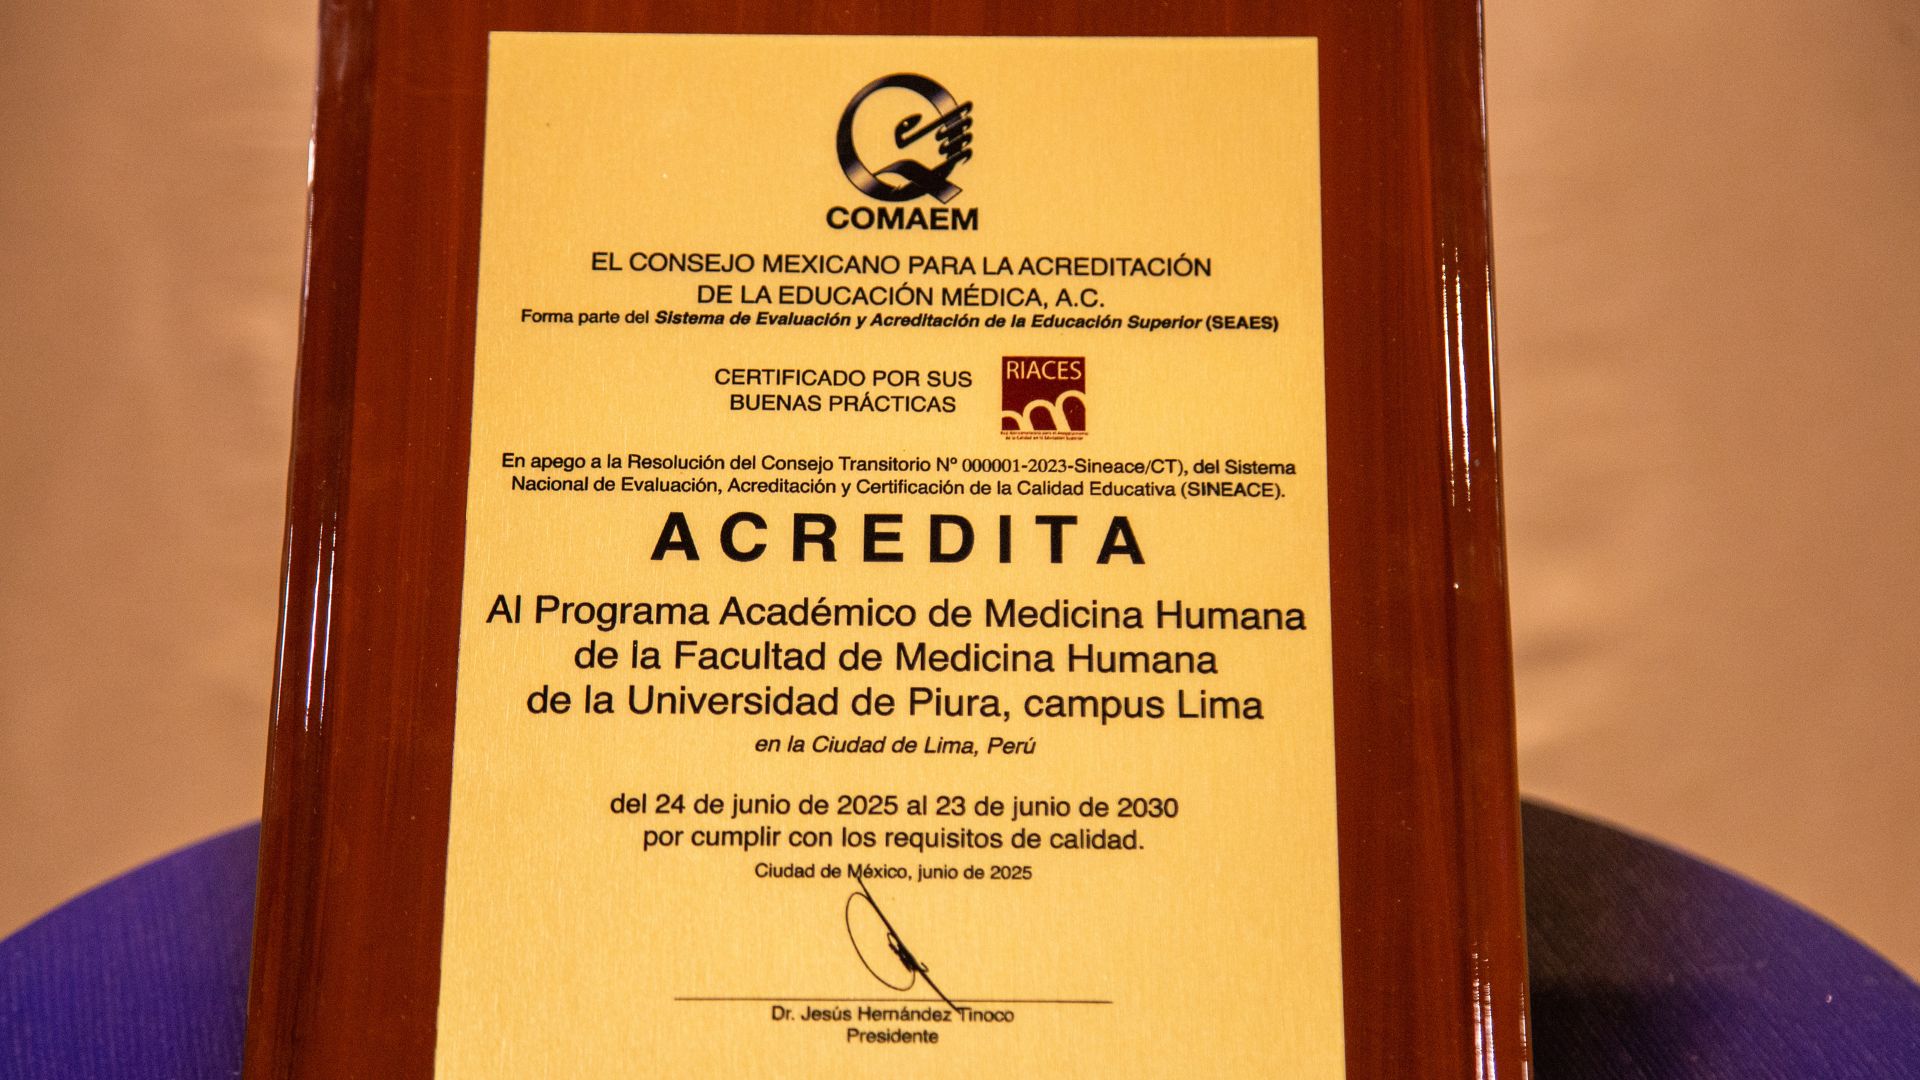 COMAEM
EL CONSEJO MEXICANO PARA LA ACREDITACIÓN
DE LA EDUCACIÓN MÉDICA, A.C.
Forma parte del Sistema de Evaluación y Acreditación de la Educación Superior (SEAES)
CERTIFICADO POR SUS
BUENAS PRÁCTICAS
RIACES
En apego a la Resolución del Consejo Transitorio Nº 000001-2023-Sineace/CT), del Sistema
Nacional de Evaluación, Acreditación y Certificación de la Calidad Educativa (SINEACE).
ACREDITA
Al Programa Académico de Medicina Humana
de la Facultad de Medicina Humana
de la Universidad de Piura, campus Lima
en la Ciudad de Lima, Perú
del 24 de junio de 2025 al 23 de junio de 2030
por cumplir con los requisitos de calidad.
Ciudad de México, junio de 2025
Dr. Jesús Hernández Tinoco
Presidente